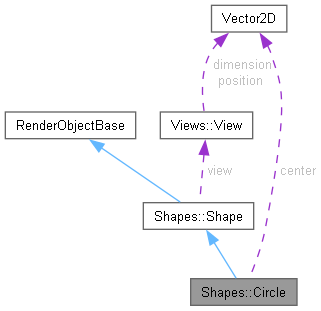 Vector2D
dimension
position
RenderObjectBase
Views::View
view
center
Shapes::Shape
Shapes::Circle